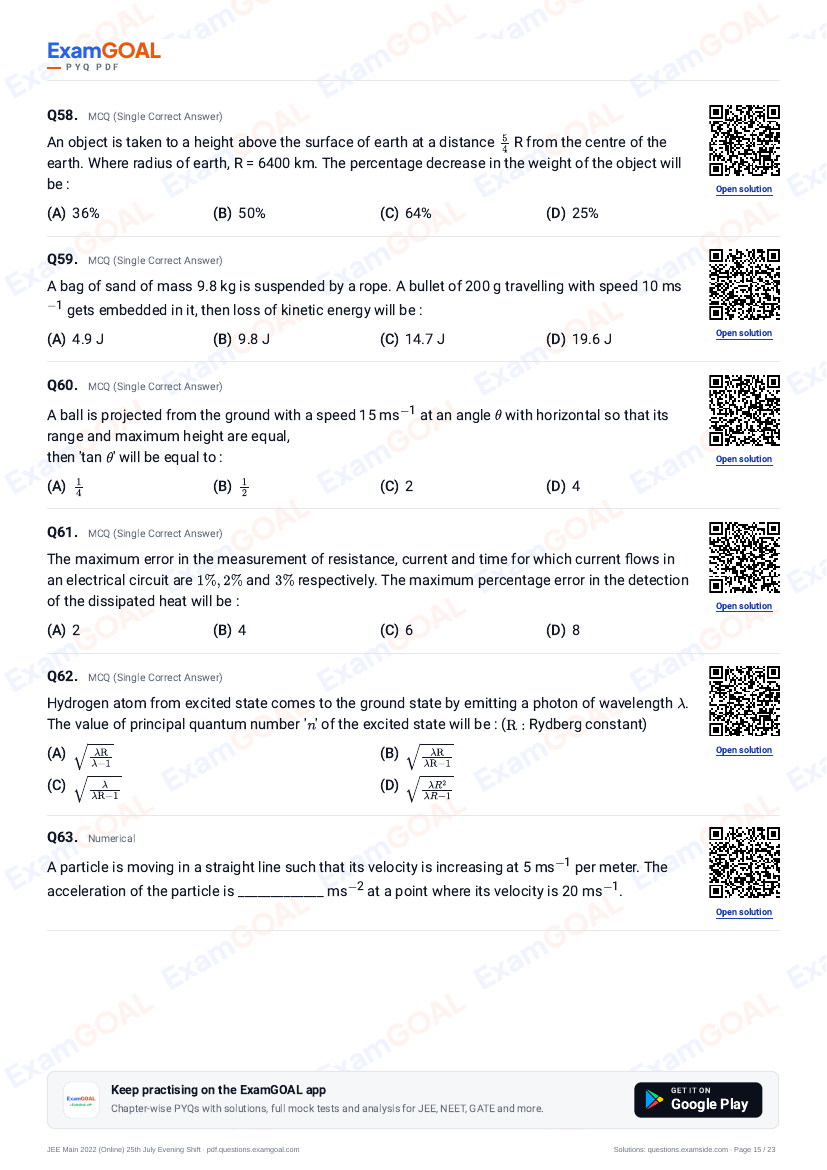 ExamGOAL
PYQ PDF
Q58. MCQ (Single Correct Answer)
An object is taken to a height above the surface of earth at a distance 5/4 R from the centre of the
earth. Where radius of earth, R = 6400 km. The percentage decrease in the weight of the object will
be :
(A) 36% (B) 50% (C) 64% (D) 25%
Open solution
Q59. MCQ (Single Correct Answer)
A bag of sand of mass 9.8 kg is suspended by a rope. A bullet of 200 g travelling with speed 10 ms
⁻¹ gets embedded in it, then loss of kinetic energy will be :
(A) 4.9 J (B) 9.8 J (C) 14.7 J (D) 19.6 J
Open solution
Q60. MCQ (Single Correct Answer)
A ball is projected from the ground with a speed 15 ms⁻¹ at an angle θ with horizontal so that its
range and maximum height are equal,
then 'tan θ' will be equal to :
(A) 1/4 (B) 1/2 (C) 2 (D) 4
Open solution
Q61. MCQ (Single Correct Answer)
The maximum error in the measurement of resistance, current and time for which current flows in
an electrical circuit are 1%, 2% and 3% respectively. The maximum percentage error in the detection
of the dissipated heat will be :
(A) 2 (B) 4 (C) 6 (D) 8
Open solution
Q62. MCQ (Single Correct Answer)
Hydrogen atom from excited state comes to the ground state by emitting a photon of wavelength λ.
The value of principal quantum number 'n' of the excited state will be : (R : Rydberg constant)
(A) √(λR/(λ−1)) (B) √(λR/(λR−1))
(C) √(λ/(λR−1)) (D) √(λR²/(λR−1))
Open solution
Q63. Numerical
A particle is moving in a straight line such that its velocity is increasing at 5 ms⁻¹ per meter. The
acceleration of the particle is ____________ ms⁻² at a point where its velocity is 20 ms⁻¹.
Open solution
ExamGOAL
Keep practising on the ExamGOAL app
Chapter-wise PYQs with solutions, full mock tests and analysis for JEE, NEET, GATE and more.
GET IT ON
Google Play
JEE Main 2022 (Online) 25th July Evening Shift · pdf.questions.examgoal.com
Solutions: questions.examside.com · Page 15 / 23